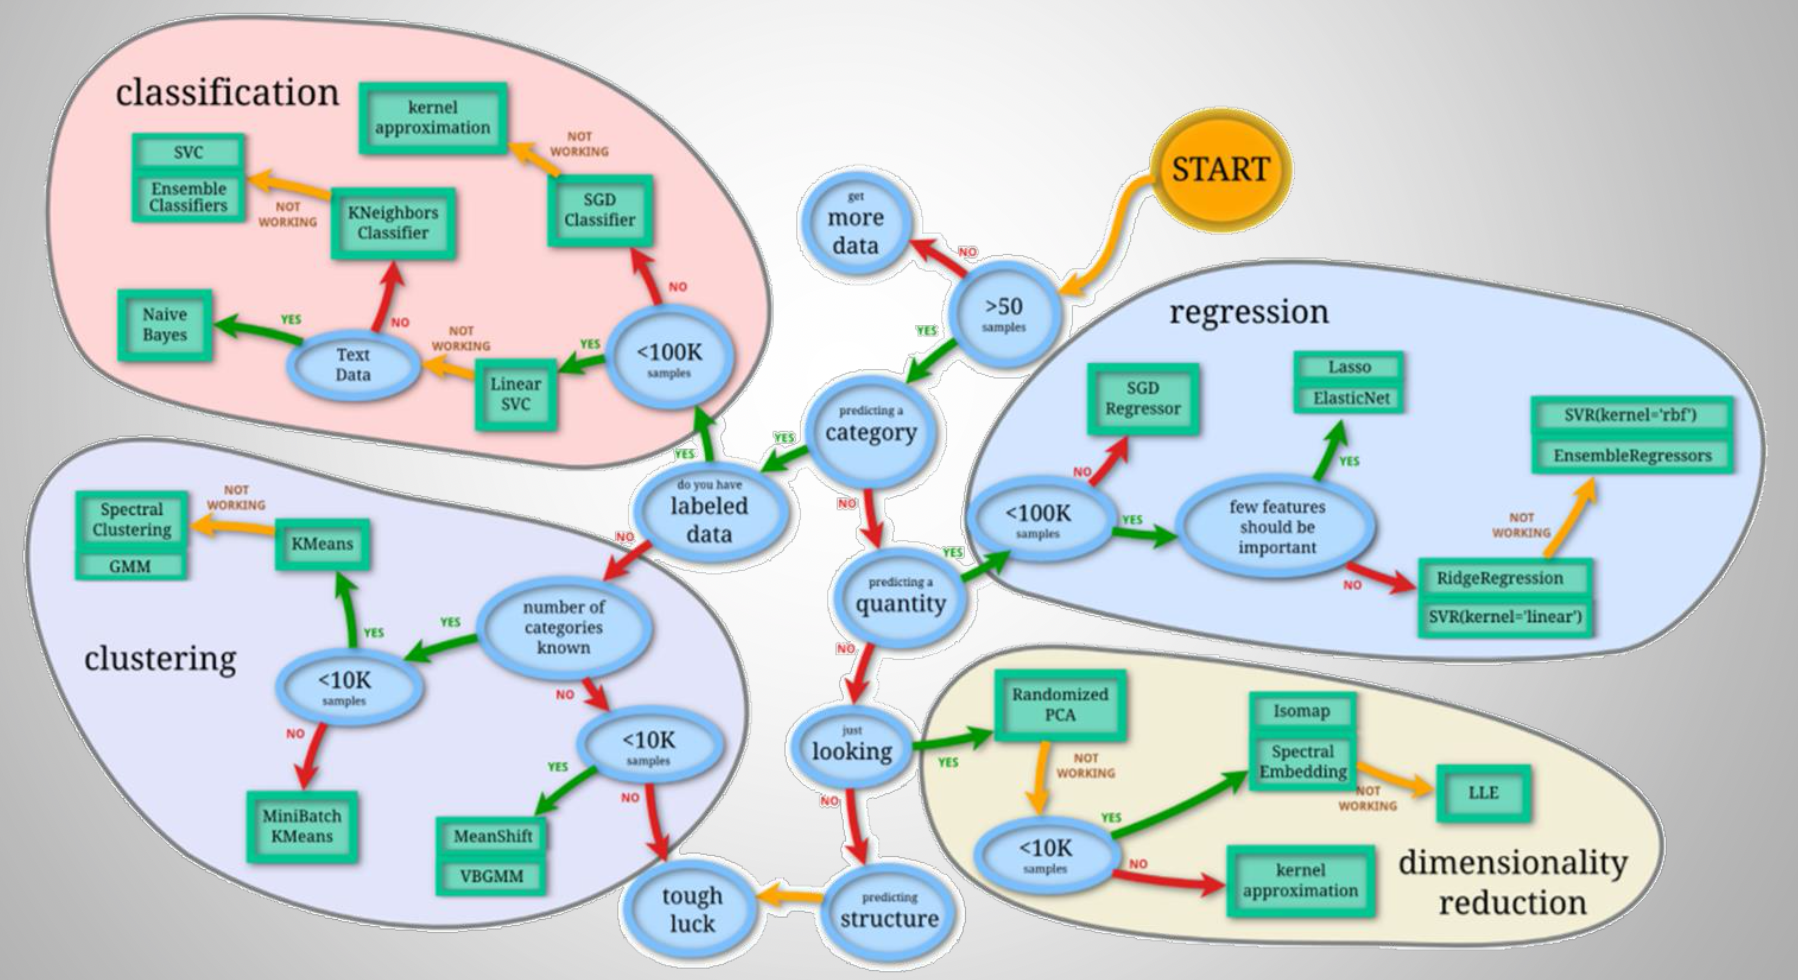 classification
kernel
approximation
NOT
WORKING
SVC
Ensemble
Classifiers
NOT
WORKING
KNeighbors
Classifier
SGD
Classifier
NO
Naive
Bayes
YES
NO
Text
Data
NOT
WORKING
Linear
SVC
YES
<100K
samples
START
get
more
data
NO
>50
samples
YES
predicting a
category
YES
NO
YES
do you have
labeled
data
NO
predicting a
quantity
YES
NO
just
looking
YES
NO
predicting
structure
tough
luck
regression
SGD
Regressor
NO
<100K
samples
YES
Lasso
ElasticNet
YES
few features
should be
important
NO
SVR(kernel='rbf')
EnsembleRegressors
NOT
WORKING
RidgeRegression
SVR(kernel='linear')
clustering
Spectral
Clustering
GMM
NOT
WORKING
KMeans
YES
<10K
samples
NO
MiniBatch
KMeans
YES
number of
categories
known
NO
<10K
samples
YES
NO
MeanShift
VBGMM
Randomized
PCA
NOT
WORKING
<10K
samples
YES
NO
Isomap
Spectral
Embedding
NOT
WORKING
LLE
kernel
approximation
dimensionality
reduction